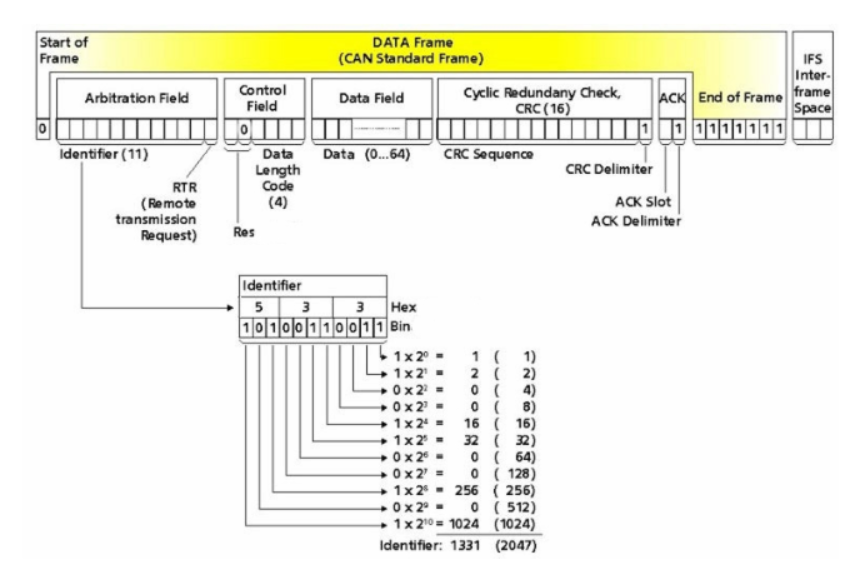 Start of Frame
DATA Frame
(CAN Standard Frame)
IFS
Inter-
frame
Space
Arbitration Field
Control
Field
Data Field
Cyclic Redundany Check,
CRC (16)
ACK
End of Frame
0
0
1
1
1 1 1 1 1 1 1
Identifier (11)
RTR
(Remote
transmission
Request)
Res
Data
Length
Code
(4)
Data (0...64)
CRC Sequence
CRC Delimiter
ACK Slot
ACK Delimiter
Identifier
5 3 3 Hex
1 0 1 0 0 1 1 0 0 1 1 Bin
1 x 2⁰ = 1 ( 1)
1 x 2¹ = 2 ( 2)
0 x 2² = 0 ( 4)
0 x 2³ = 0 ( 8)
1 x 2⁴ = 16 ( 16)
1 x 2⁵ = 32 ( 32)
0 x 2⁶ = 0 ( 64)
0 x 2⁷ = 0 ( 128)
1 x 2⁸ = 256 ( 256)
0 x 2⁹ = 0 ( 512)
1 x 2¹⁰ = 1024 (1024)
Identifier: 1331 (2047)